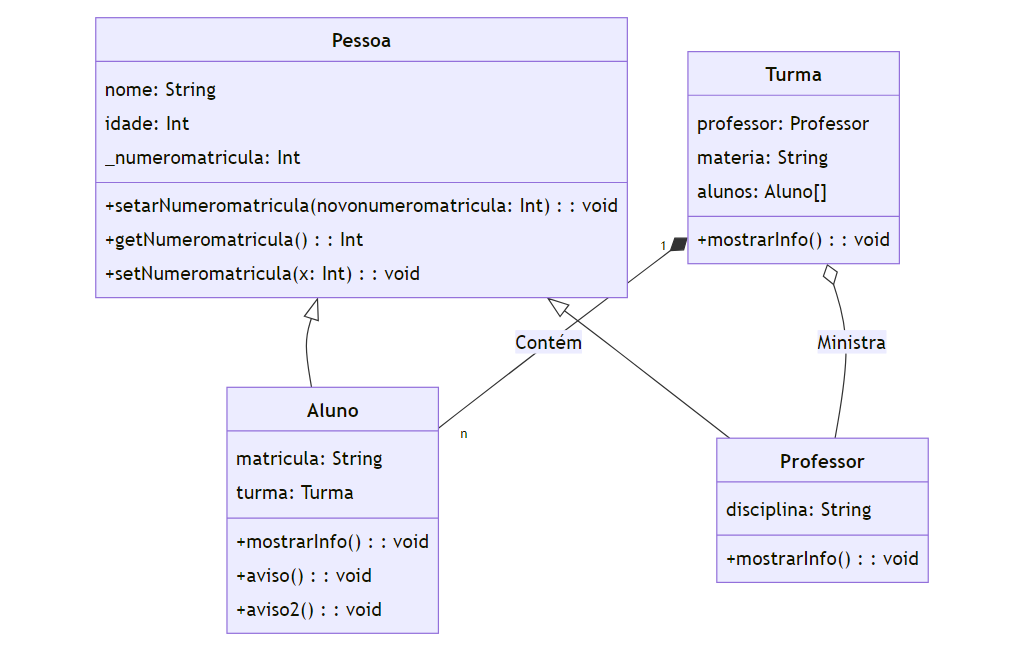 Pessoa
nome: String
idade: Int
_numeromatricula: Int
+setarNumeromatricula(novonumeromatricula: Int) : : void
+getNumeromatricula() : : Int
+setNumeromatricula(x: Int) : : void
Turma
professor: Professor
materia: String
alunos: Aluno[]
+mostrarInfo() : : void
1
Contém
n
Ministra
Aluno
matricula: String
turma: Turma
+mostrarInfo() : : void
+aviso() : : void
+aviso2() : : void
Professor
disciplina: String
+mostrarInfo() : : void